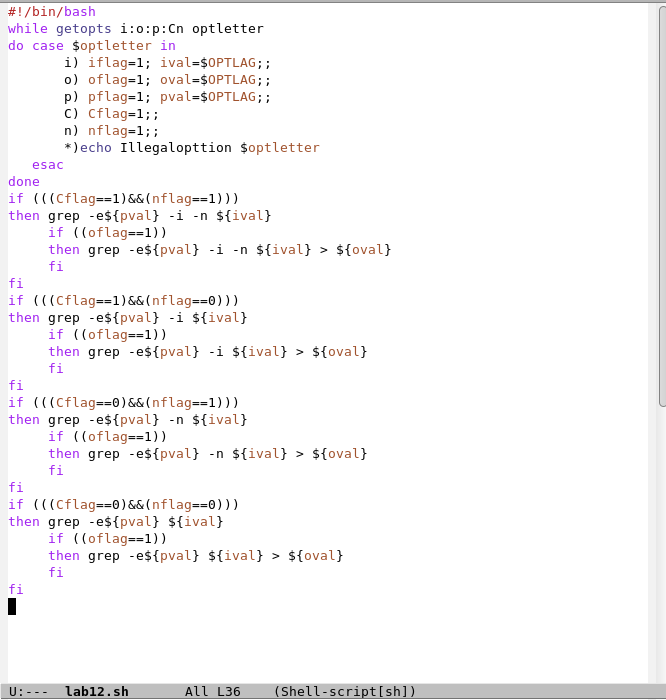 #!/bin/bash
while getopts i:o:p:Cn optletter
do case $optletter in
       i) iflag=1; ival=$OPTLAG;;
       o) oflag=1; oval=$OPTLAG;;
       p) pflag=1; pval=$OPTLAG;;
       C) Cflag=1;;
       n) nflag=1;;
       *)echo Illegalopttion $optletter
   esac
done
if (((Cflag==1)&&(nflag==1)))
then grep -e${pval} -i -n ${ival}
     if ((oflag==1))
     then grep -e${pval} -i -n ${ival} > ${oval}
     fi
fi
if (((Cflag==1)&&(nflag==0)))
then grep -e${pval} -i ${ival}
     if ((oflag==1))
     then grep -e${pval} -i ${ival} > ${oval}
     fi
fi
if (((Cflag==0)&&(nflag==1)))
then grep -e${pval} -n ${ival}
     if ((oflag==1))
     then grep -e${pval} -n ${ival} > ${oval}
     fi
fi
if (((Cflag==0)&&(nflag==0)))
then grep -e${pval} ${ival}
     if ((oflag==1))
     then grep -e${pval} ${ival} > ${oval}
     fi
fi
U:---  lab12.sh       All L36    (Shell-script[sh])